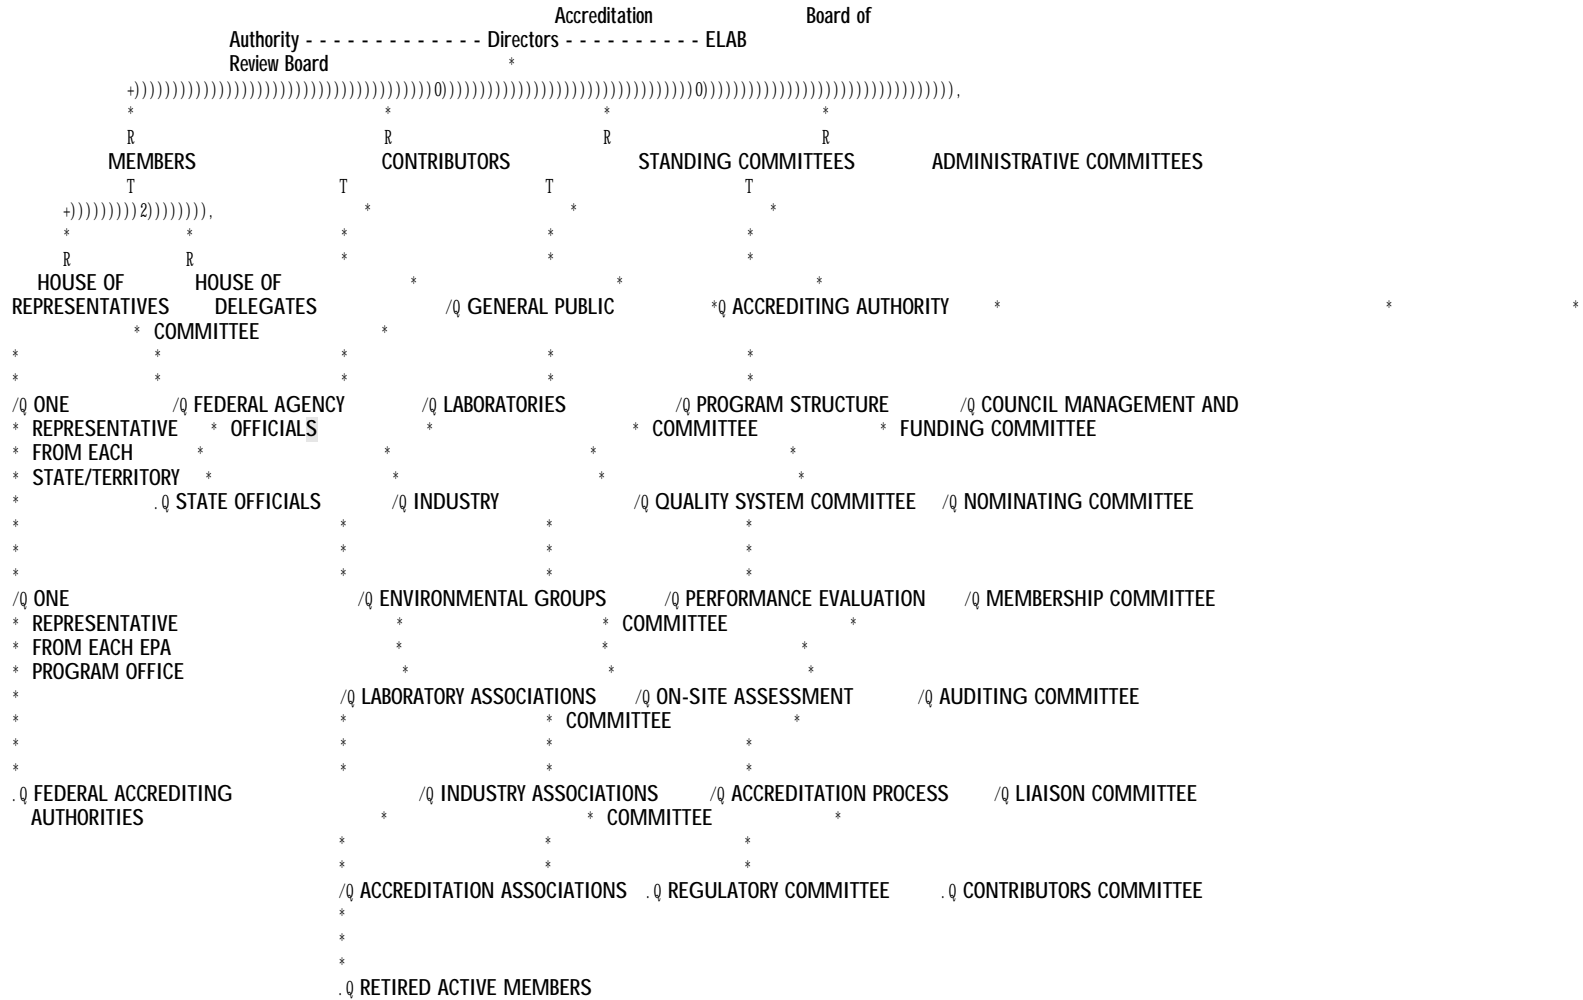 Accreditation Board of
Authority - - - - - - - - - - - - - Directors - - - - - - - - - - ELAB
Review Board *
+)))))))))))))))))))))))))))))))))))))))0)))))))))))))))))))))))))))))))))0))))))))))))))))))))))))))))))))),
* * * *
R R R R
MEMBERS CONTRIBUTORS STANDING COMMITTEES ADMINISTRATIVE COMMITTEES
T T T T
+)))))))))2)))))))), * * *
* * * * *
R R * * *
HOUSE OF HOUSE OF * * *
REPRESENTATIVES DELEGATES /Q GENERAL PUBLIC *Q ACCREDITING AUTHORITY * * *
* COMMITTEE *
* * * * *
* * * * *
/Q ONE /Q FEDERAL AGENCY /Q LABORATORIES /Q PROGRAM STRUCTURE /Q COUNCIL MANAGEMENT AND
* REPRESENTATIVE * OFFICIALS * * COMMITTEE * FUNDING COMMITTEE
* FROM EACH * * * *
* STATE/TERRITORY * * * *
* .Q STATE OFFICIALS /Q INDUSTRY /Q QUALITY SYSTEM COMMITTEE /Q NOMINATING COMMITTEE
* * * *
* * * *
* * * *
/Q ONE /Q ENVIRONMENTAL GROUPS /Q PERFORMANCE EVALUATION /Q MEMBERSHIP COMMITTEE
* REPRESENTATIVE * * COMMITTEE *
* FROM EACH EPA * * *
* PROGRAM OFFICE * * *
* /Q LABORATORY ASSOCIATIONS /Q ON-SITE ASSESSMENT /Q AUDITING COMMITTEE
* * * COMMITTEE *
* * * *
* * * *
.Q FEDERAL ACCREDITING /Q INDUSTRY ASSOCIATIONS /Q ACCREDITATION PROCESS /Q LIAISON COMMITTEE
AUTHORITIES * * COMMITTEE *
* * *
* * *
/Q ACCREDITATION ASSOCIATIONS .Q REGULATORY COMMITTEE .Q CONTRIBUTORS COMMITTEE
*
*
*
.Q RETIRED ACTIVE MEMBERS